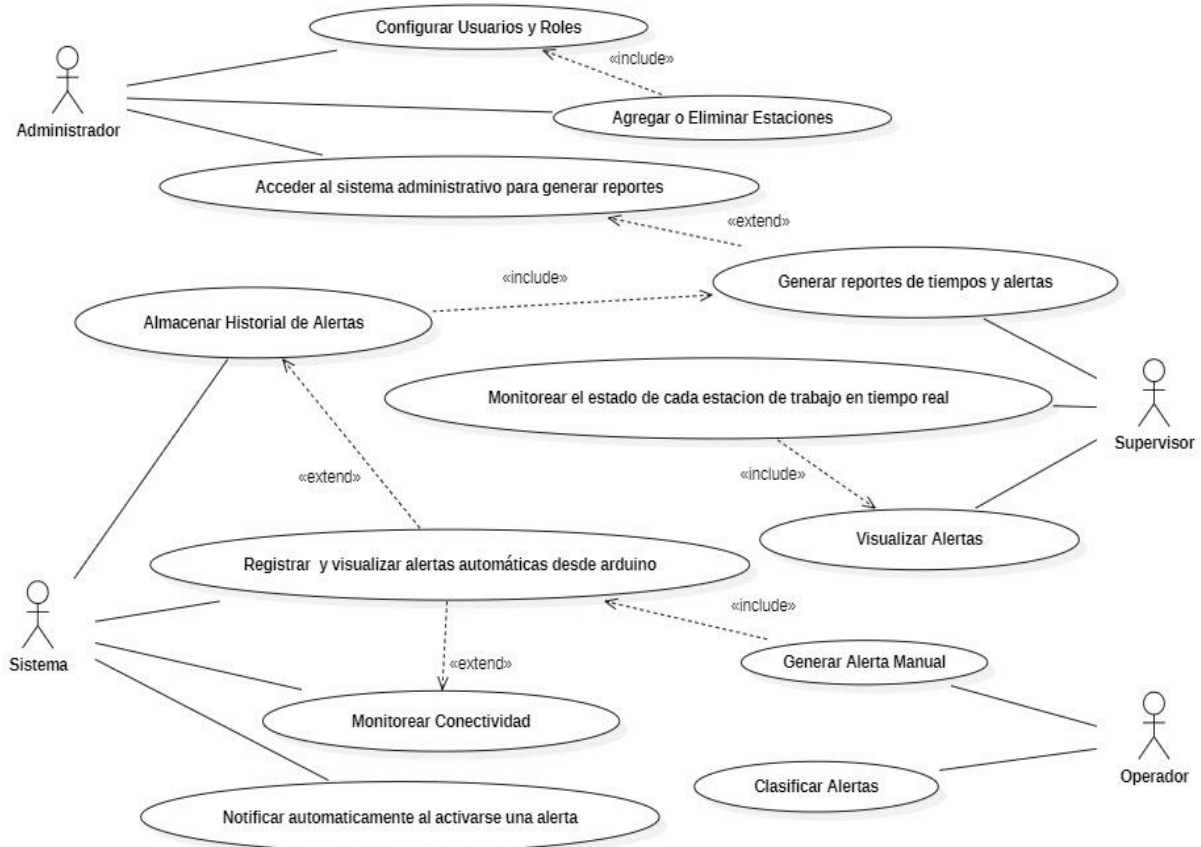 Configurar Usuarios y Roles
«include»
Administrador
Agregar o Eliminar Estaciones
Acceder al sistema administrativo para generar reportes
«extend»
«include»
Generar reportes de tiempos y alertas
Almacenar Historial de Alertas
Monitorear el estado de cada estacion de trabajo en tiempo real
Supervisor
«extend»
«include»
Visualizar Alertas
Registrar y visualizar alertas automáticas desde arduino
«include»
Sistema
«extend»
Generar Alerta Manual
Monitorear Conectividad
Operador
Clasificar Alertas
Notificar automaticamente al activarse una alerta